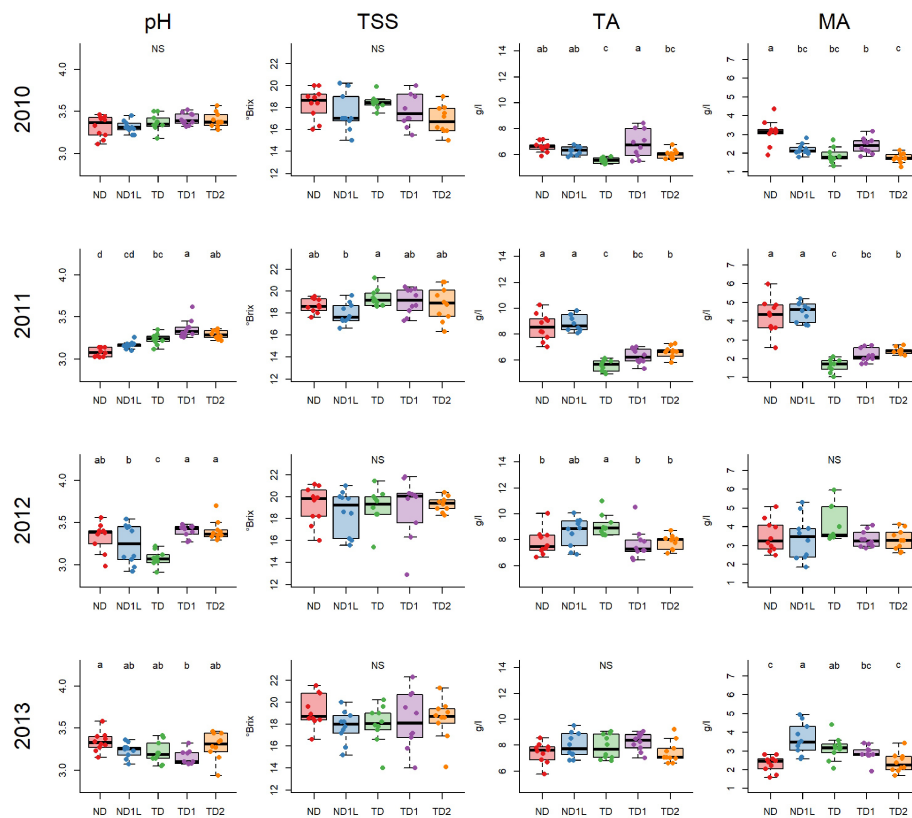 pH TSS TA MA
2010
NS
4.0
3.5
3.0
ND ND1L TD TD1 TD2
NS
°Brix
20
18
16
14
12
ND ND1L TD TD1 TD2
ab ab c a bc
g/l
14
12
10
8
6
ND ND1L TD TD1 TD2
a bc c b c
g/l
7
6
5
4
3
2
1
ND ND1L TD TD1 TD2
2011
d cd bc a ab
4.0
3.5
3.0
ND ND1L TD TD1 TD2
ab b a ab ab
°Brix
22
20
18
16
14
12
ND ND1L TD TD1 TD2
a a c bc b
g/l
14
12
10
8
6
ND ND1L TD TD1 TD2
a a c bc b
g/l
7
6
5
4
3
2
1
ND ND1L TD TD1 TD2
2012
ab b c a a
4.0
3.5
3.0
ND ND1L TD TD1 TD2
NS
°Brix
22
20
18
16
14
12
ND ND1L TD TD1 TD2
b ab a b b
g/l
14
12
10
8
6
ND ND1L TD TD1 TD2
NS
g/l
7
6
5
4
3
2
1
ND ND1L TD TD1 TD2
2013
a ab ab b ab
4.0
3.5
3.0
ND ND1L TD TD1 TD2
NS
°Brix
22
20
18
16
14
12
ND ND1L TD TD1 TD2
NS
g/l
14
12
10
8
6
ND ND1L TD TD1 TD2
c a ab bc c
g/l
7
6
5
4
3
2
1
ND ND1L TD TD1 TD2